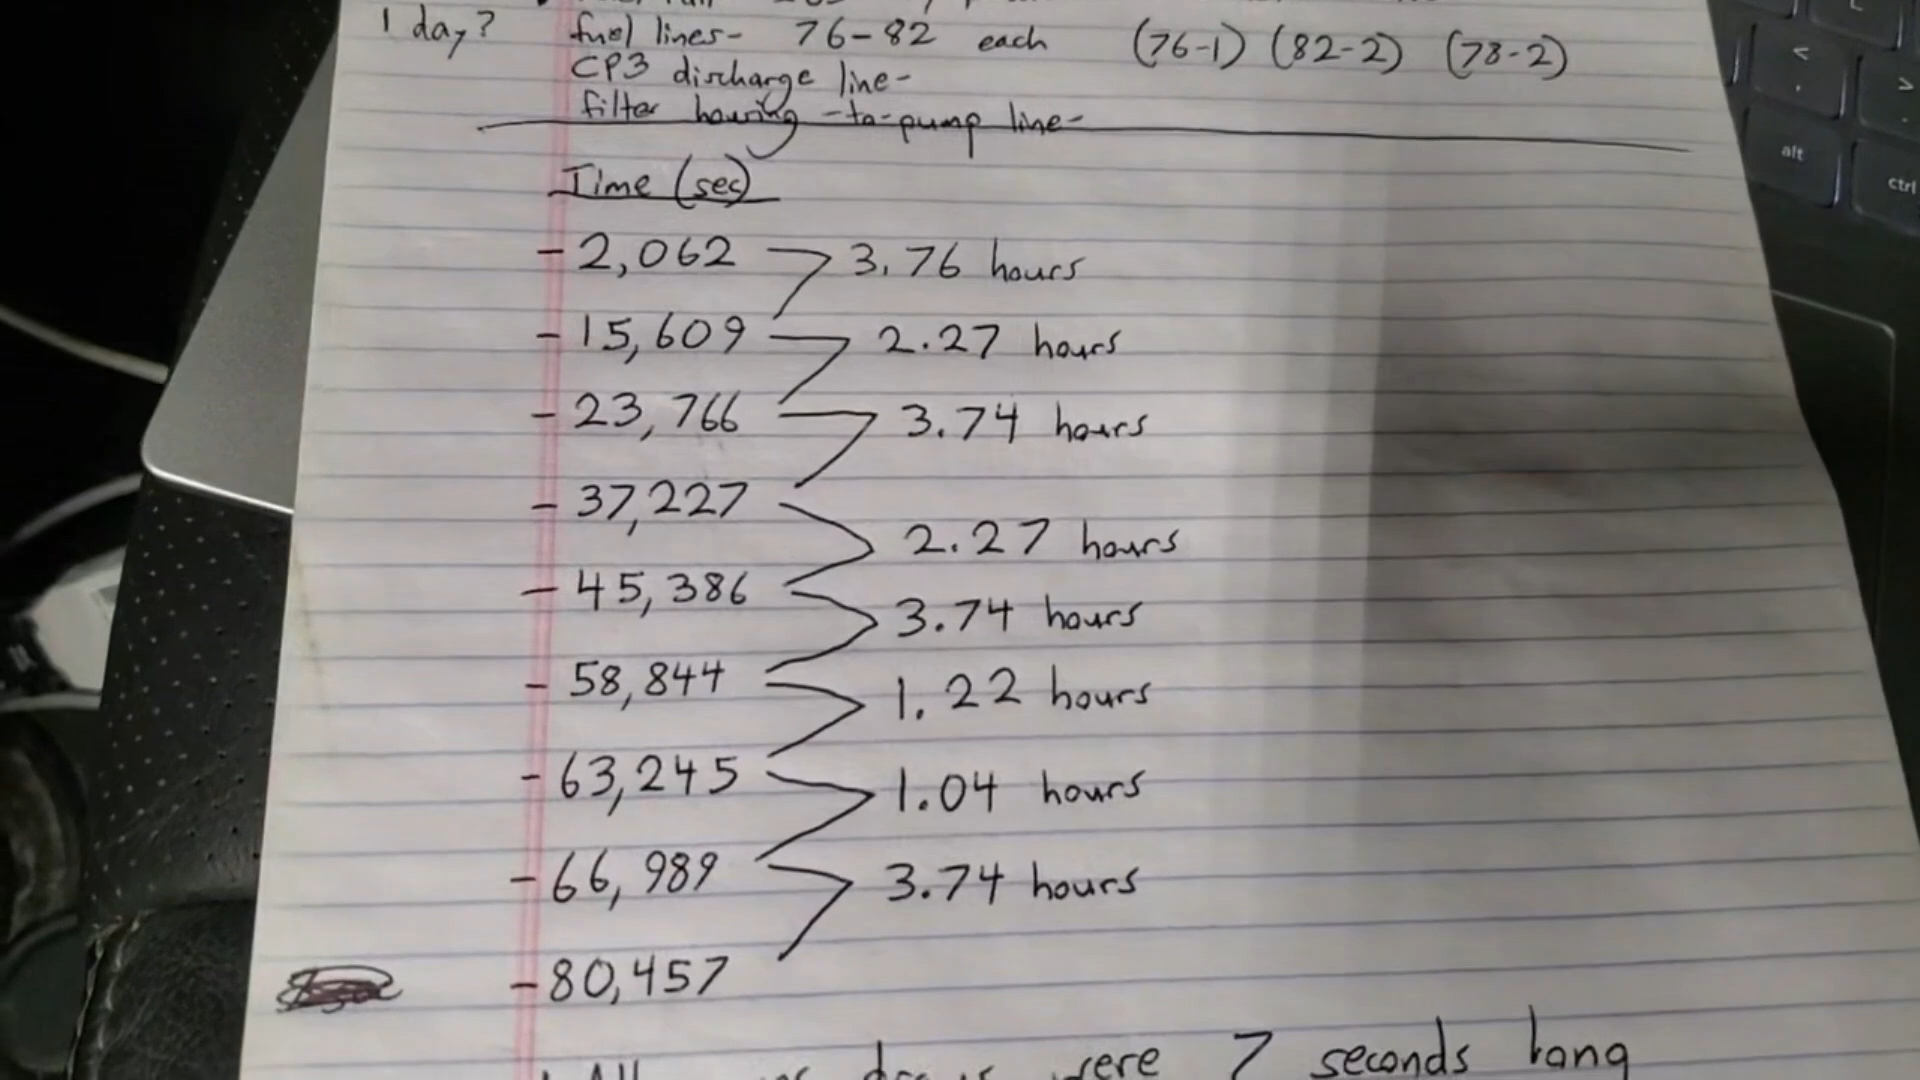 1 day? fuel lines- 76-82 each (76-1) (82-2) (78-2)
CP3 discharge line-
filter housing-to-pump line-
Time (sec)
- 2,062 3.76 hours
- 15,609 2.27 hours
- 23,766 3.74 hours
- 37,227
2.27 hours
- 45,386
3.74 hours
- 58,844
1.22 hours
- 63,245
1.04 hours
- 66,989
3.74 hours
- 80,457
All were 7 seconds long
<
,
>
.
alt
ctrl